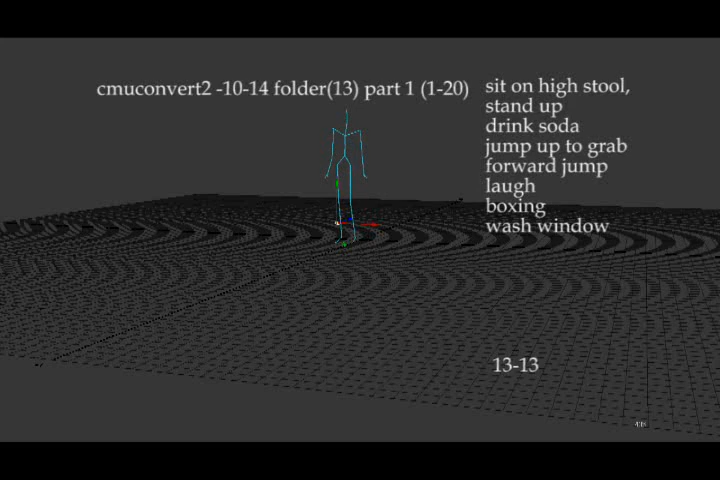 cmuconvert2 -10-14 folder(13) part 1 (1-20)
sit on high stool,
stand up
drink soda
jump up to grab
forward jump
laugh
boxing
wash window
13-13